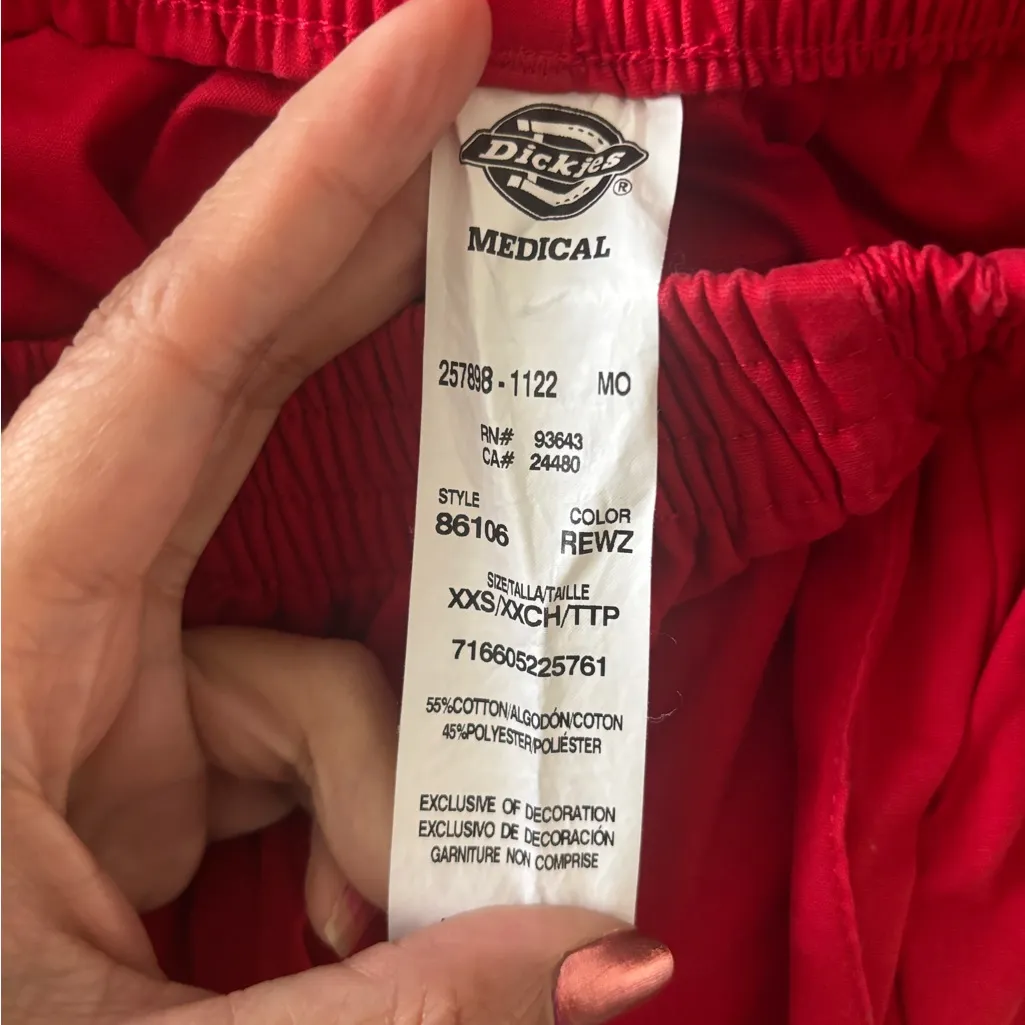 Dickies®
MEDICAL
257898 - 1122 MO
RN# 93643
CA# 24480
STYLE COLOR
86106 REWZ
SIZE/TALLA/TAILLE
XXS/XXCH/TTP
716605225761
55%COTTON/ALGODÓN/COTON
45%POLYESTER/POLIÉSTER
EXCLUSIVE OF DECORATION
EXCLUSIVO DE DECORACIÓN
GARNITURE NON COMPRISE